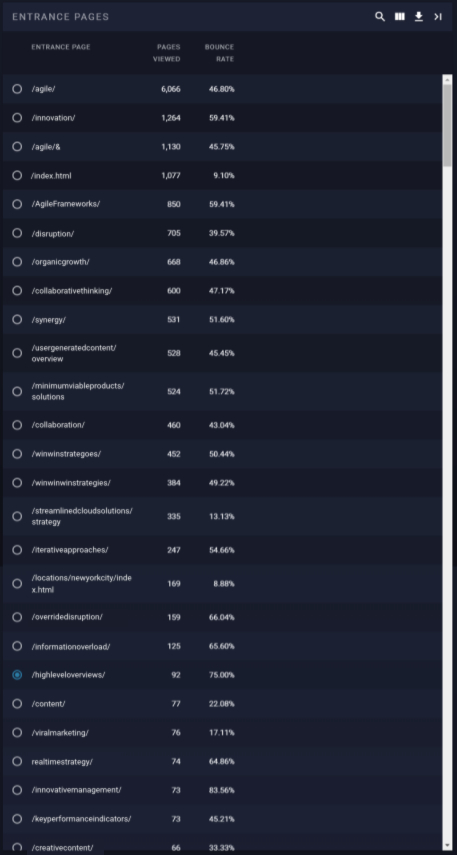 ENTRANCE PAGES
ENTRANCE PAGE PAGES VIEWED BOUNCE RATE
/agile/ 6,066 46.80%
/innovation/ 1,264 59.41%
/agile/& 1,130 45.75%
/index.html 1,077 9.10%
/AgileFrameworks/ 850 59.41%
/disruption/ 705 39.57%
/organicgrowth/ 668 46.86%
/collaborativethinking/ 600 47.17%
/synergy/ 531 51.60%
/usergeneratedcontent/
overview 528 45.45%
/minimumviableproducts/
solutions 524 51.72%
/collaboration/ 460 43.04%
/winwinstrategoes/ 452 50.44%
/winwinwinstrategies/ 384 49.22%
/streamlinedcloudsolutions/
strategy 335 13.13%
/iterativeapproaches/ 247 54.66%
/locations/newyorkcity/inde
x.html 169 8.88%
/overridedisruption/ 159 66.04%
/informationoverload/ 125 65.60%
/highleveloverviews/ 92 75.00%
/content/ 77 22.08%
/viralmarketing/ 76 17.11%
realtimestrategy/ 74 64.86%
/innovativemanagement/ 73 83.56%
/keyperformanceindicators/ 73 45.21%
/creativecontent/ 66 33.33%